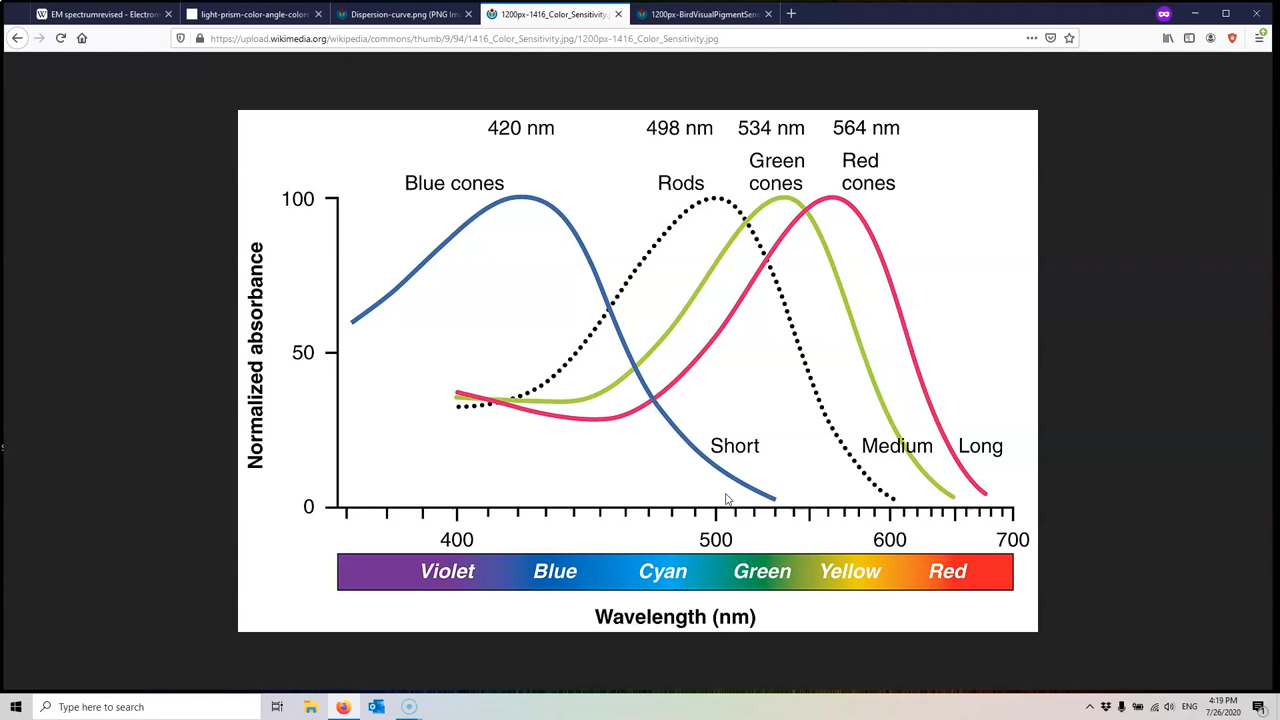 EM spectrumrevised - Electron
light-prism-color-angle-colors
Dispersion-curve.png (PNG Im
1200px-1416_Color_Sensitivity.
1200px-BirdVisualPigmentSens
https://upload.wikimedia.org/wikipedia/commons/thumb/9/94/1416_Color_Sensitivity.jpg/1200px-1416_Color_Sensitivity.jpg
420 nm 498 nm 534 nm 564 nm
Blue cones
Rods
Green
cones
Red
cones
Normalized absorbance
100
50
0
Short
Medium
Long
400 500 600 700
Violet Blue Cyan Green Yellow Red
Wavelength (nm)
Type here to search
ENG
4:19 PM
7/26/2020